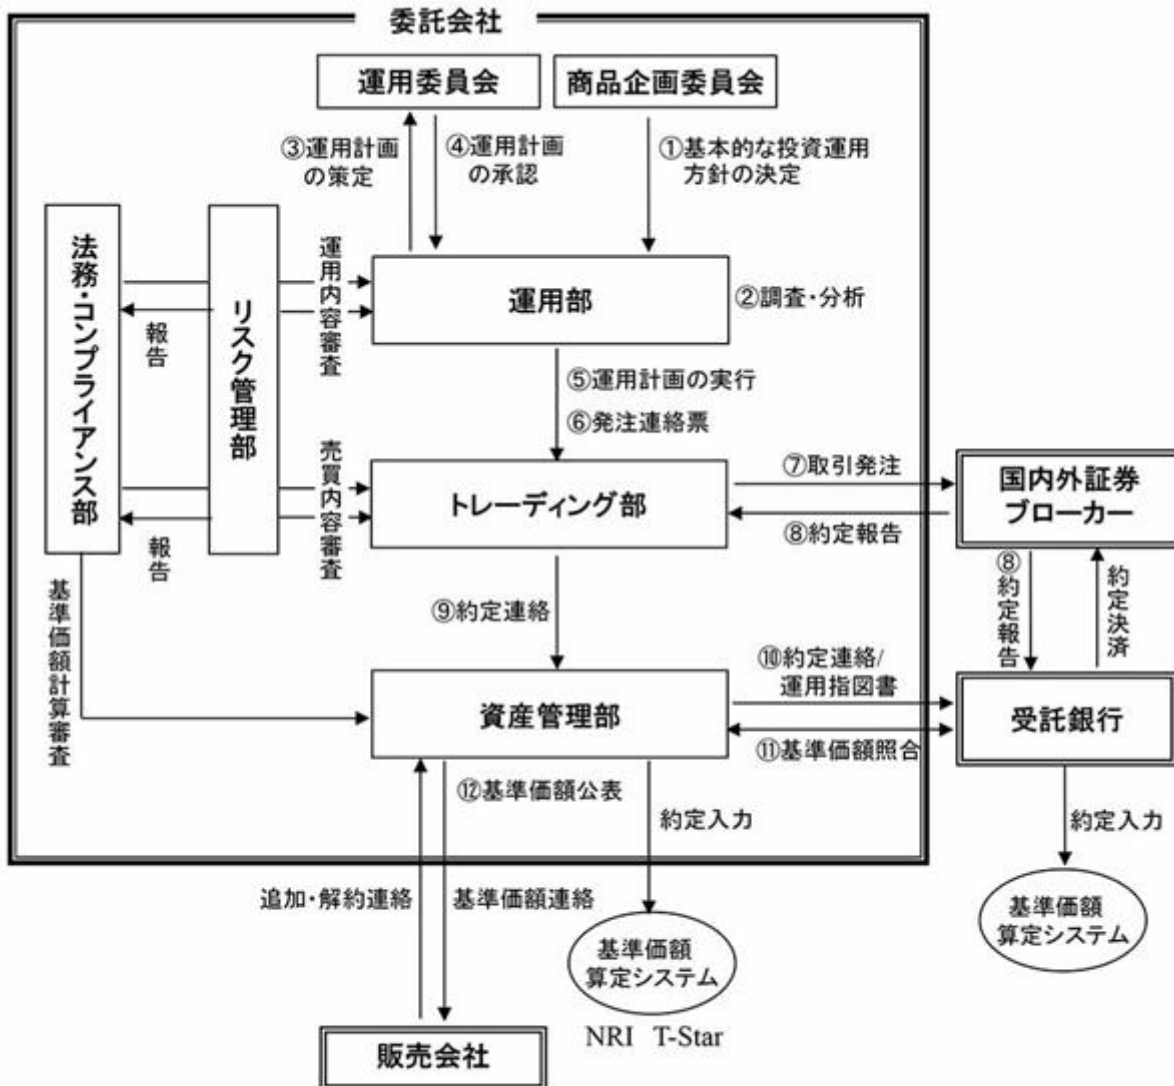 委託会社
運用委員会
商品企画委員会
③運用計画
の策定
④運用計画
の承認
①基本的な投資運用
方針の決定
法務・コンプライアンス部
リスク管理部
運用内容審査
報告
運用部
②調査・分析
⑤運用計画の実行
⑥発注連絡票
売買内容審査
報告
トレーディング部
⑦取引発注
⑧約定報告
国内外証券
ブローカー
⑧約定報告
約定決済
基準価額計算審査
⑨約定連絡
資産管理部
⑩約定連絡/
運用指図書
⑪基準価額照合
受託銀行
⑫基準価額公表
約定入力
約定入力
追加・解約連絡
基準価額連絡
基準価額
算定システム
基準価額
算定システム
NRI T-Star
販売会社